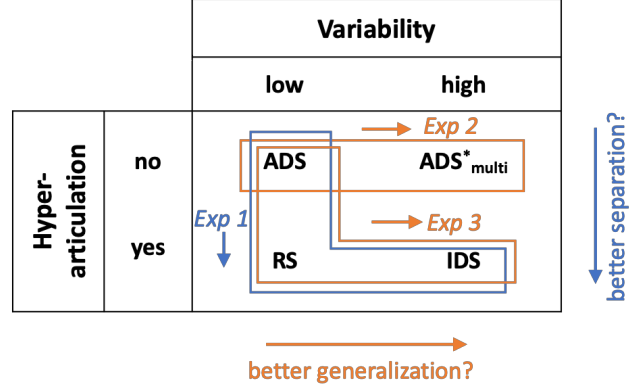 Variability
low high
Hyper-
articulation
no
yes
Exp 2
ADS ADS*multi
Exp 1
Exp 3
RS IDS
better separation?
better generalization?